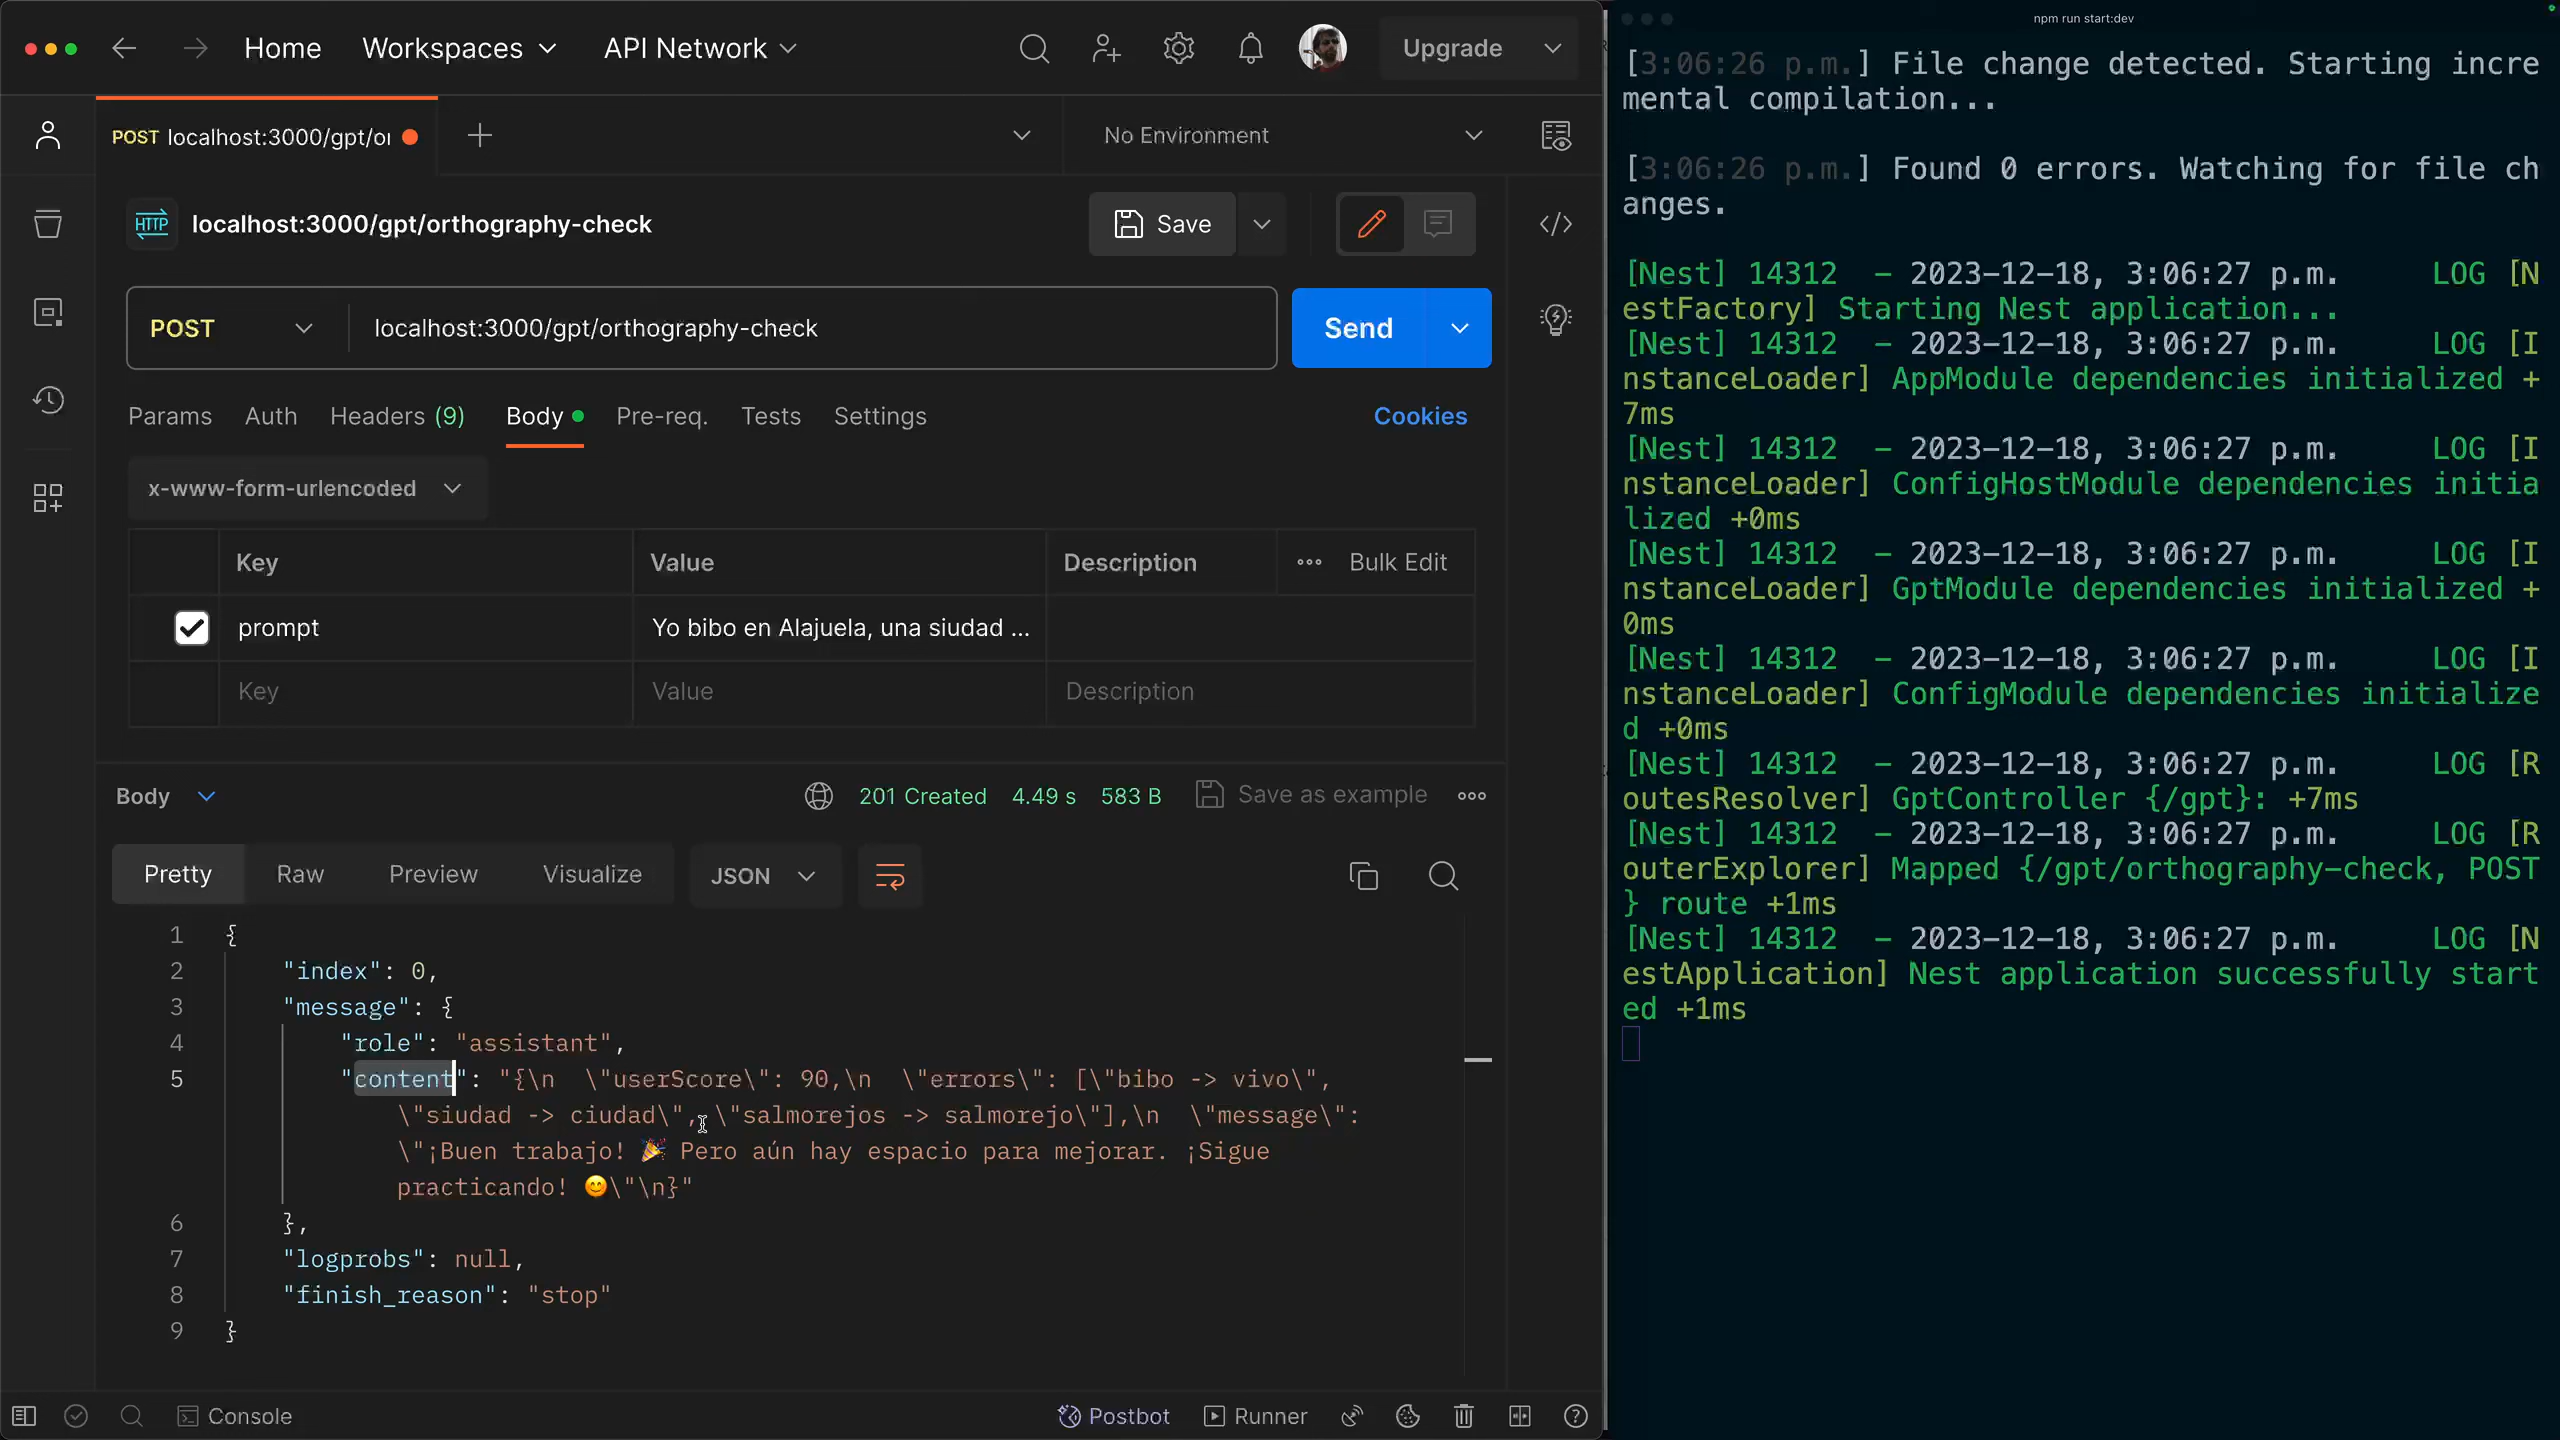 Home
Workspaces
API Network
Upgrade
POST localhost:3000/gpt/or
No Environment
HTTP
localhost:3000/gpt/orthography-check
Save
POST
localhost:3000/gpt/orthography-check
Send
Params
Auth
Headers (9)
Body
Pre-req.
Tests
Settings
Cookies
x-www-form-urlencoded
Key
Value
Description
Bulk Edit
prompt
Yo bibo en Alajuela, una siudad ...
Key
Value
Description
Body
201 Created
4.49 s
583 B
Save as example
Pretty
Raw
Preview
Visualize
JSON
1 {
2 "index": 0,
3 "message": {
4 "role": "assistant",
5 "content": "{\n  \"userScore\": 90,\n  \"errors\": [\"bibo -> vivo\",
\"siudad -> ciudad\", \"salmorejos -> salmorejo\"],\n  \"message\":
\"¡Buen trabajo! 🎉 Pero aún hay espacio para mejorar. ¡Sigue
practicando! 😊\"\n}"
6 },
7 "logprobs": null,
8 "finish_reason": "stop"
9 }
Console
Postbot
Runner
npm run start:dev
[3:06:26 p.m.] File change detected. Starting incre
mental compilation...
[3:06:26 p.m.] Found 0 errors. Watching for file ch
anges.
[Nest] 14312  - 2023-12-18, 3:06:27 p.m.     LOG [N
estFactory] Starting Nest application...
[Nest] 14312  - 2023-12-18, 3:06:27 p.m.     LOG [I
nstanceLoader] AppModule dependencies initialized +
7ms
[Nest] 14312  - 2023-12-18, 3:06:27 p.m.     LOG [I
nstanceLoader] ConfigHostModule dependencies initia
lized +0ms
[Nest] 14312  - 2023-12-18, 3:06:27 p.m.     LOG [I
nstanceLoader] GptModule dependencies initialized +
0ms
[Nest] 14312  - 2023-12-18, 3:06:27 p.m.     LOG [I
nstanceLoader] ConfigModule dependencies initialize
d +0ms
[Nest] 14312  - 2023-12-18, 3:06:27 p.m.     LOG [R
outesResolver] GptController {/gpt}: +7ms
[Nest] 14312  - 2023-12-18, 3:06:27 p.m.     LOG [R
outerExplorer] Mapped {/gpt/orthography-check, POST
} route +1ms
[Nest] 14312  - 2023-12-18, 3:06:27 p.m.     LOG [N
estApplication] Nest application successfully start
ed +1ms